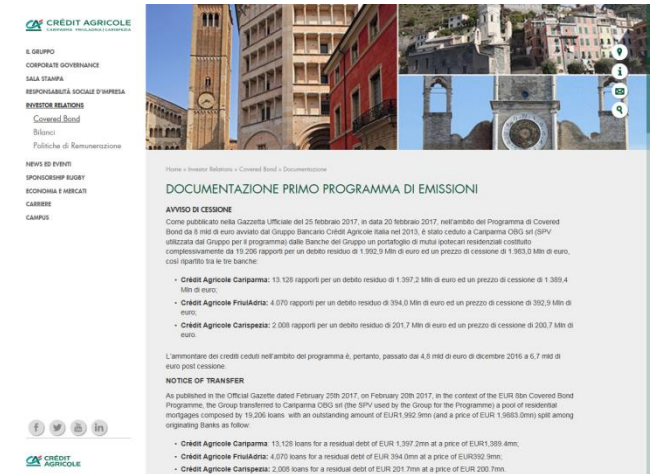 CRÉDIT AGRICOLE
CARIPARMA FRIULADRIA CARISPEZIA
IL GRUPPO
CORPORATE GOVERNANCE
SALA STAMPA
RESPONSABILITÀ SOCIALE D'IMPRESA
INVESTOR RELATIONS
Covered Bond
Bilanci
Politiche di Remunerazione
NEWS ED EVENTI
SPONSORSHIP RUGBY
ECONOMIA E MERCATI
CARRIERE
CAMPUS
CRÉDIT
AGRICOLE
Home » Investor Relations » Covered Bond » Documentazione
DOCUMENTAZIONE PRIMO PROGRAMMA DI EMISSIONI
AVVISO DI CESSIONE
Come pubblicato nella Gazzetta Ufficiale del 25 febbraio 2017, in data 20 febbraio 2017, nell'ambito del Programma di Covered
Bond da 8 mld di euro avviato dal Gruppo Bancario Crédit Agricole Italia nel 2013, è stato ceduto a Cariparma OBG srl (SPV
utilizzata dal Gruppo per il programma) dalle Banche del Gruppo un portafoglio di mutui ipotecari residenziali costituito
complessivamente da 19.206 rapporti per un debito residuo di 1.992,9 Mln di euro ed un prezzo di cessione di 1.983,0 Mln di euro,
così ripartito tra le tre banche:
• Crédit Agricole Cariparma: 13.128 rapporti per un debito residuo di 1.397,2 Mln di euro ed un prezzo di cessione di 1.389,4
Mln di euro;
• Crédit Agricole FriulAdria: 4.070 rapporti per un debito residuo di 394,0 Mln di euro ed un prezzo di cessione di 392,9 Mln di
euro;
• Crédit Agricole Carispezia: 2.008 rapporti per un debito residuo di 201,7 Mln di euro ed un prezzo di cessione di 200,7 Mln di
euro.
L'ammontare dei crediti ceduti nell'ambito del programma è, pertanto, passato dai 4,8 mld di euro di dicembre 2016 a 6,7 mld di
euro post cessione.
NOTICE OF TRANSFER
As published in the Official Gazette dated February 25th 2017, on February 20th 2017, in the context of the EUR 8bn Covered Bond
Programme, the Group transferred to Cariparma OBG srl (the SPV used by the Group for the Programme) a pool of residential
mortgages composed by 19,206 loans with an outstanding amount of EUR1,992.9mn (and a price of EUR 1,9883.0mn) split among
originating Banks as follow:
• Crédit Agricole Cariparma: 13,128 loans for a residual debt of EUR 1,397.2mn at a price of EUR1,389.4mn;
• Crédit Agricole FriulAdria: 4,070 loans for a residual debt of EUR 394.0mn at a price of EUR392.9mn;
• Crédit Agricole Carispezia: 2,008 loans for a residual debt of EUR 201.7mn at a price of EUR 200.7mn.